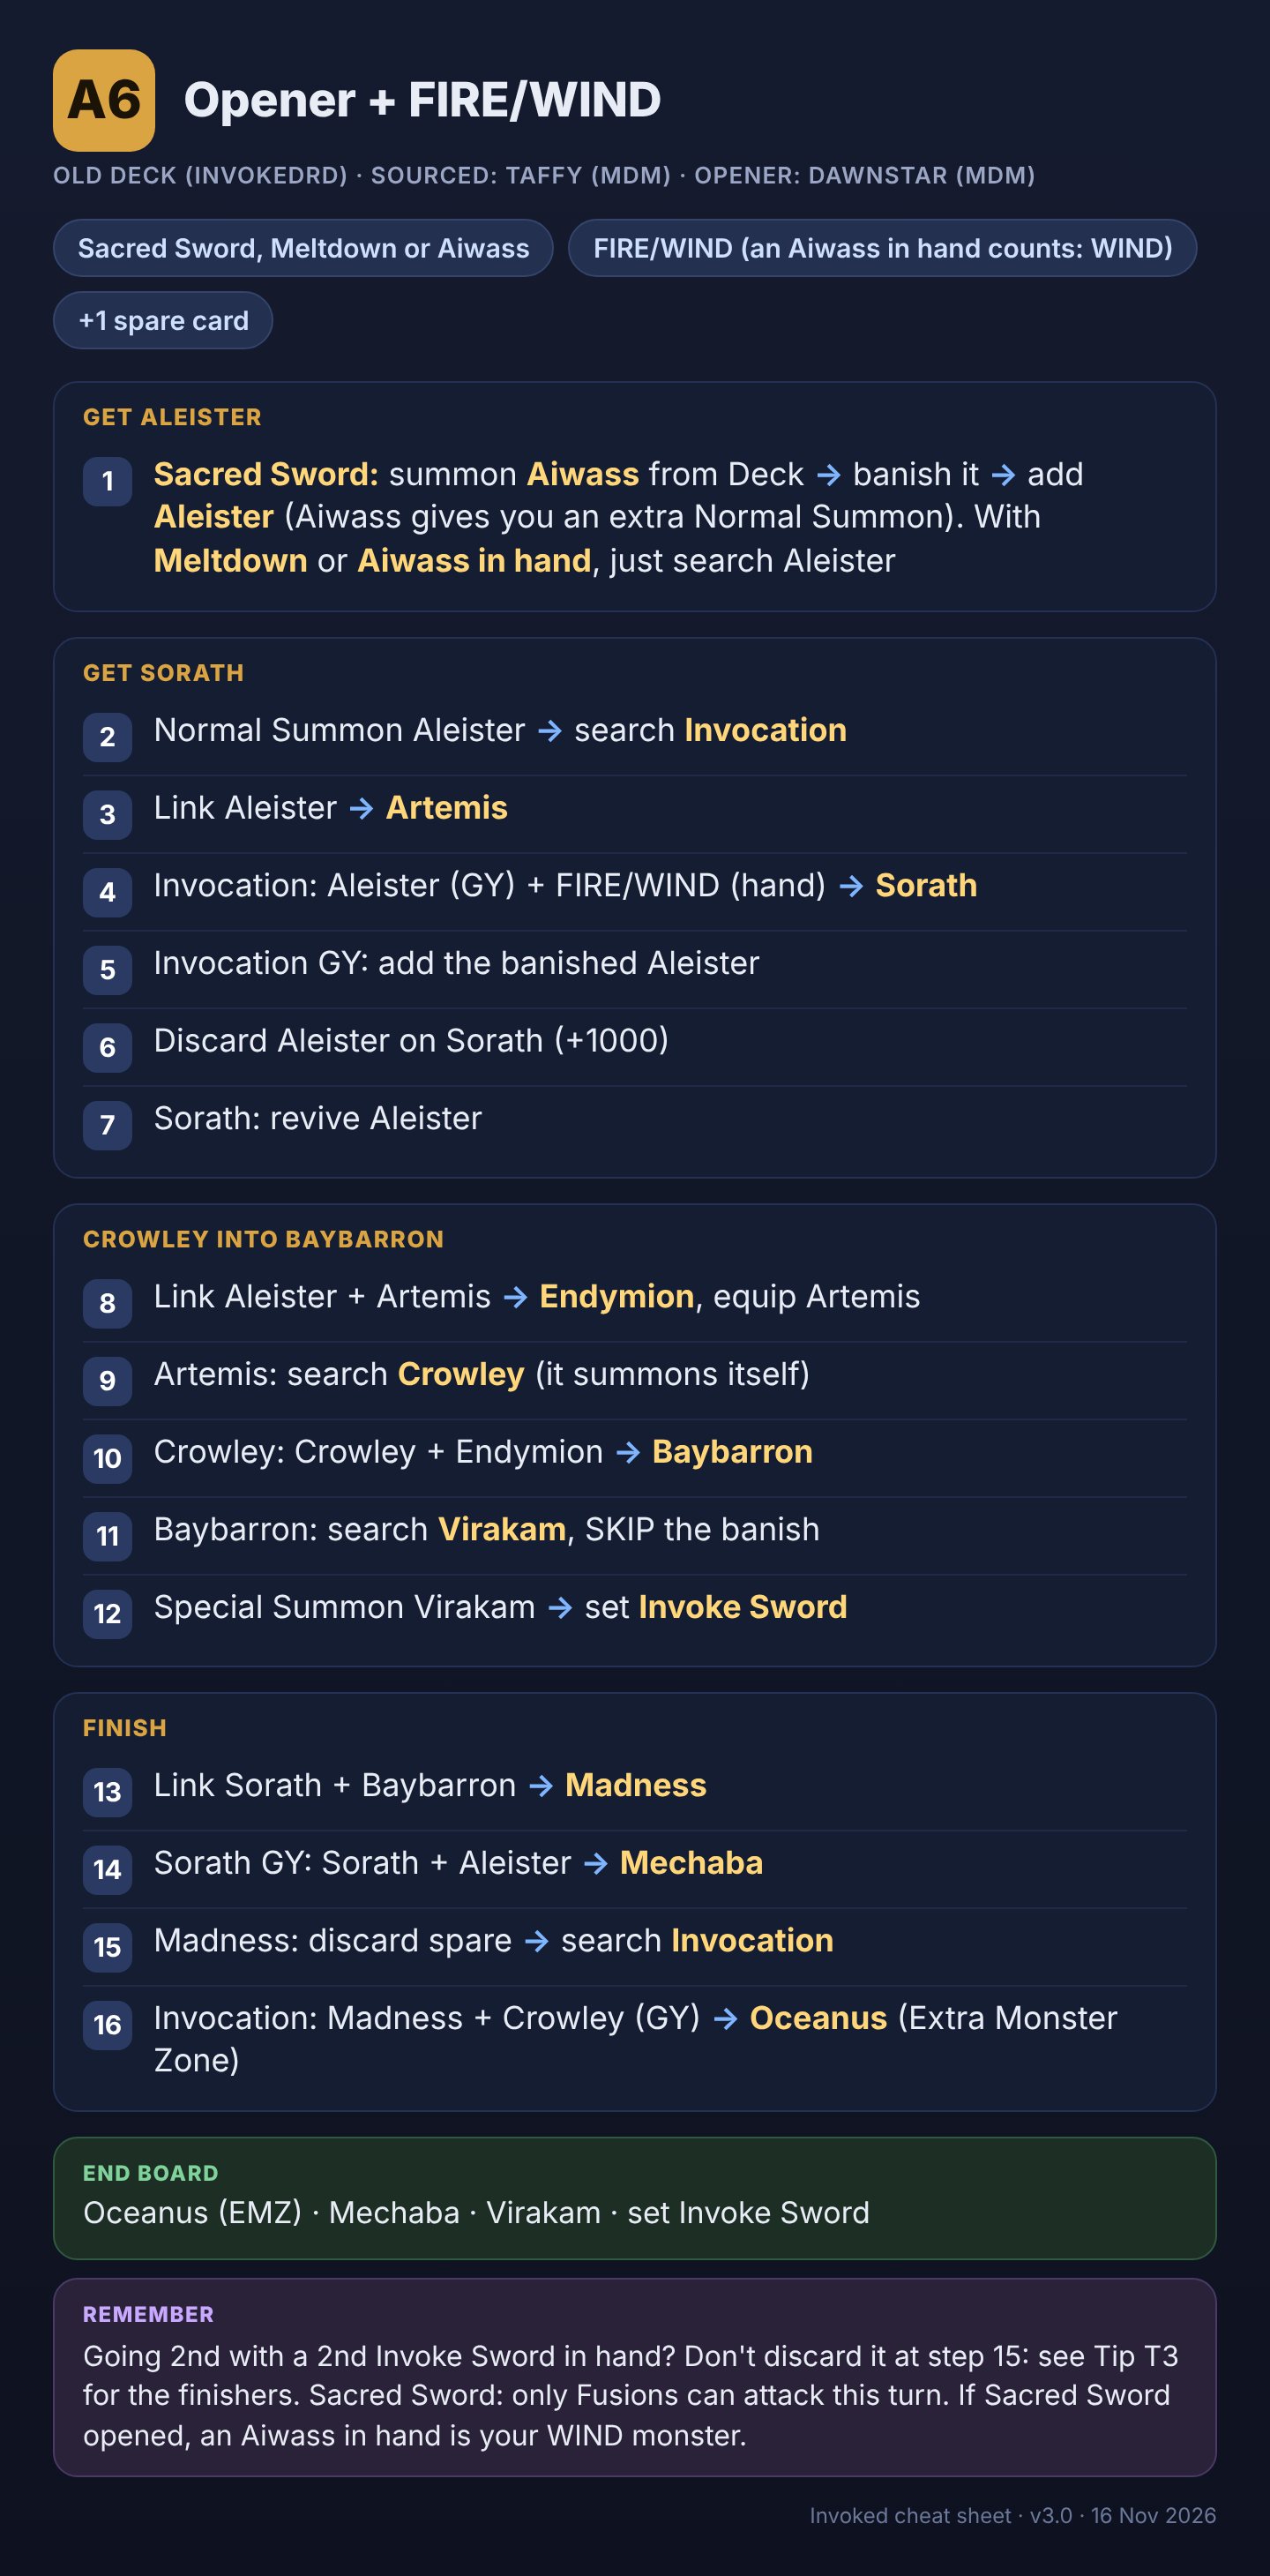 A6
Opener + FIRE/WIND
OLD DECK (INVOKEDRD) · SOURCED: TAFFY (MDM) · OPENER: DAWNSTAR (MDM)
Sacred Sword, Meltdown or Aiwass
FIRE/WIND (an Aiwass in hand counts: WIND)
+1 spare card
GET ALEISTER
1 Sacred Sword: summon Aiwass from Deck → banish it → add
Aleister (Aiwass gives you an extra Normal Summon). With
Meltdown or Aiwass in hand, just search Aleister
GET SORATH
2 Normal Summon Aleister → search Invocation
3 Link Aleister → Artemis
4 Invocation: Aleister (GY) + FIRE/WIND (hand) → Sorath
5 Invocation GY: add the banished Aleister
6 Discard Aleister on Sorath (+1000)
7 Sorath: revive Aleister
CROWLEY INTO BAYBARRON
8 Link Aleister + Artemis → Endymion, equip Artemis
9 Artemis: search Crowley (it summons itself)
10 Crowley: Crowley + Endymion → Baybarron
11 Baybarron: search Virakam, SKIP the banish
12 Special Summon Virakam → set Invoke Sword
FINISH
13 Link Sorath + Baybarron → Madness
14 Sorath GY: Sorath + Aleister → Mechaba
15 Madness: discard spare → search Invocation
16 Invocation: Madness + Crowley (GY) → Oceanus (Extra Monster
Zone)
END BOARD
Oceanus (EMZ) · Mechaba · Virakam · set Invoke Sword
REMEMBER
Going 2nd with a 2nd Invoke Sword in hand? Don't discard it at step 15: see Tip T3
for the finishers. Sacred Sword: only Fusions can attack this turn. If Sacred Sword
opened, an Aiwass in hand is your WIND monster.
Invoked cheat sheet · v3.0 · 16 Nov 2026